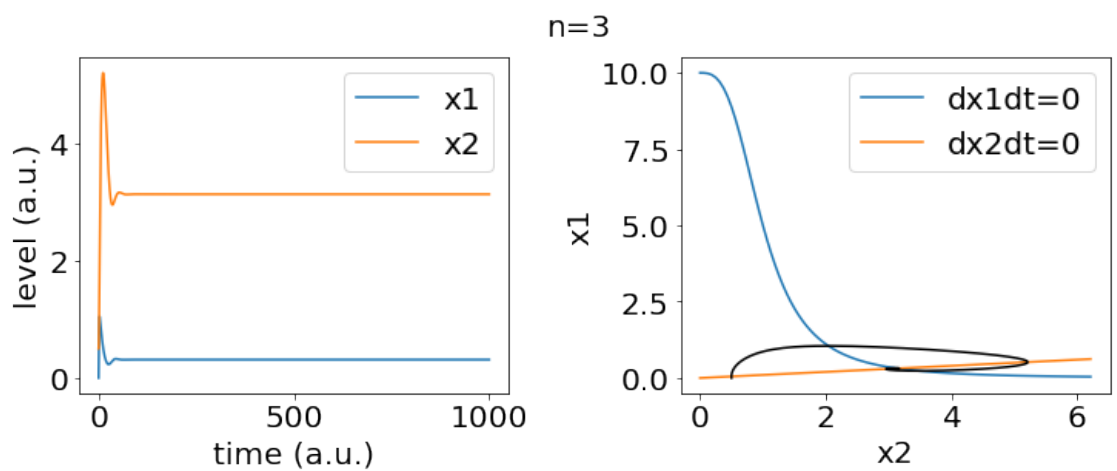 n=3
level (a.u.)
4
2
0
0
500
1000
time (a.u.)
x1
x2
x1
10.0
7.5
5.0
2.5
0.0
0
2
4
6
x2
dx1dt=0
dx2dt=0